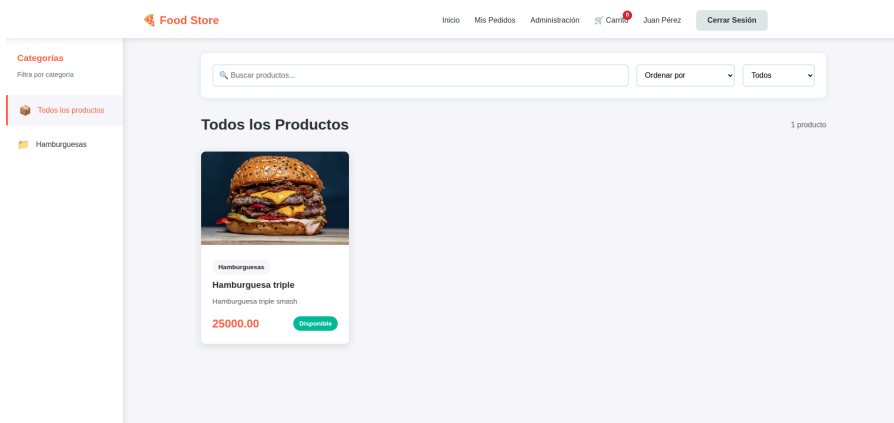 Food Store
Inicio Mis Pedidos Administración Carrito 0 Juan Pérez Cerrar Sesión
Categorías
Filtra por categoría
Todos los productos
Hamburguesas
Buscar productos... Ordenar por Todos
Todos los Productos 1 producto
Hamburguesas
Hamburguesa triple
Hamburguesa triple smash
25000.00 Disponible